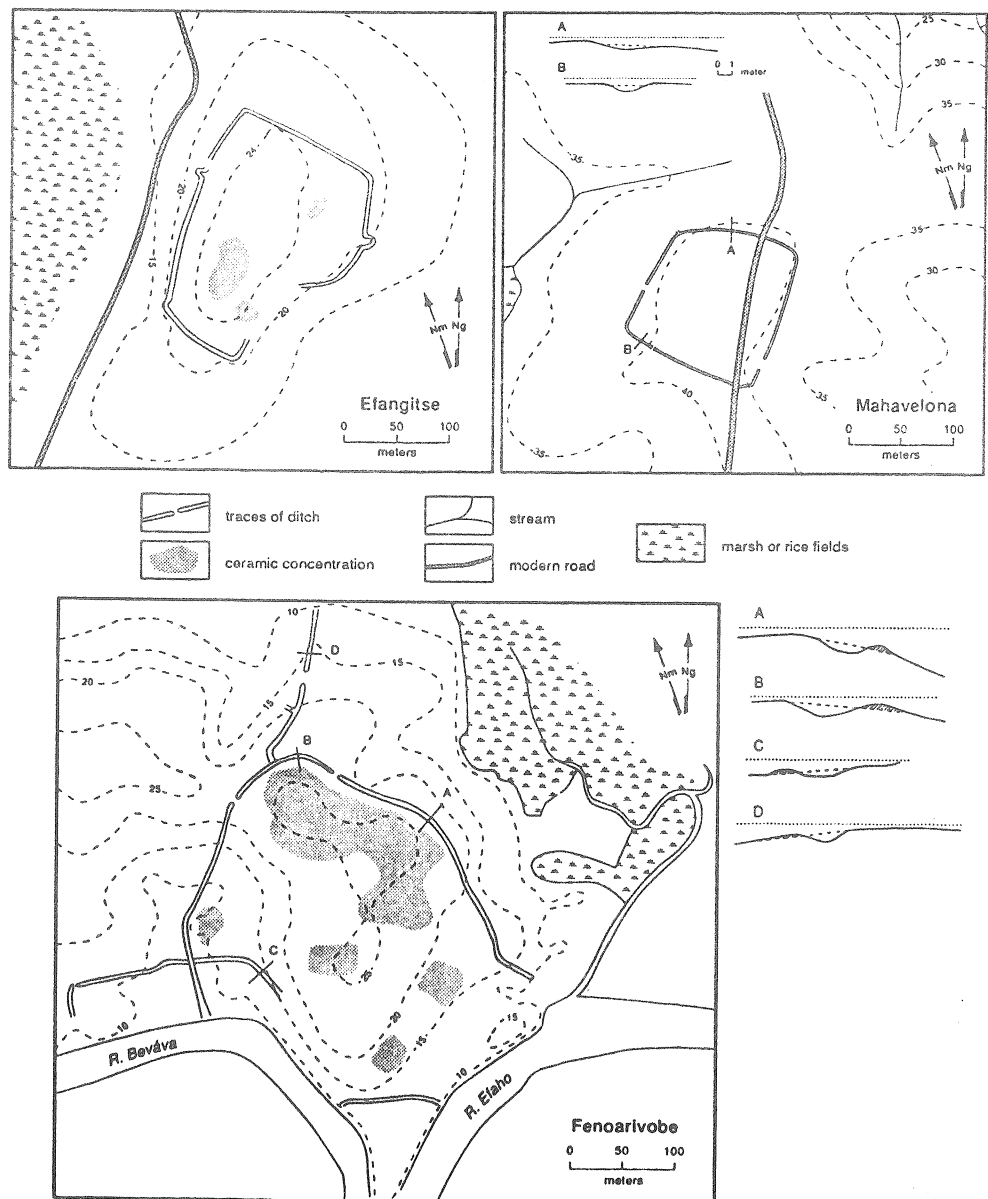 24
20
15
20
Nm Ng
Efangitse
0 50 100
meters
A
B
0 1 meter
25
30
35
35
Nm Ng
35
30
A
B
40
35
35
Mahavelona
0 50 100
meters
traces of ditch
stream
marsh or rice fields
ceramic concentration
modern road
10
D
15
20
15
Nm Ng
B
25
A
C
25
20
15
15
10
10
R. Beváva
R. Efaho
Fenoarivobe
0 50 100
meters
A
B
C
D